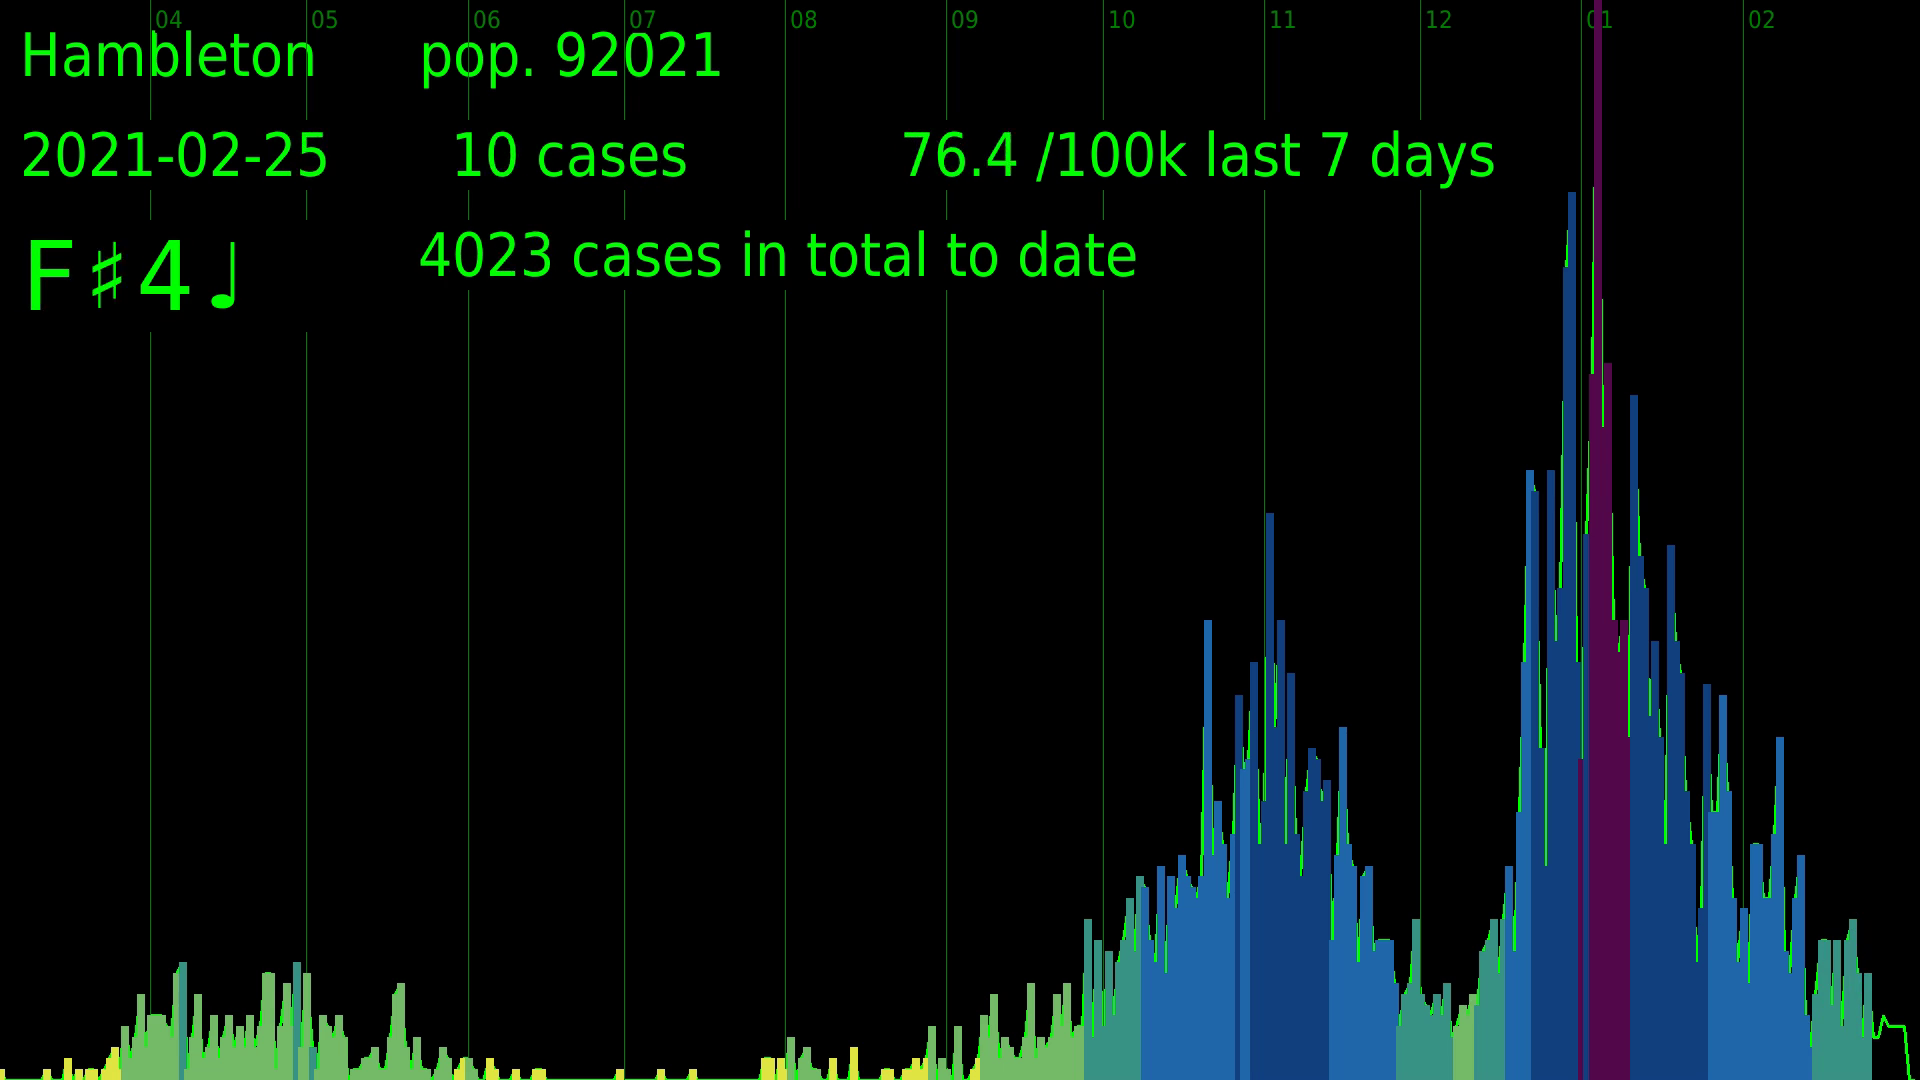 04 05 06 07 08 09 10 11 12 01 02
Hambleton pop. 92021
2021-02-25 10 cases 76.4 /100k last 7 days
F♯4♩ 4023 cases in total to date